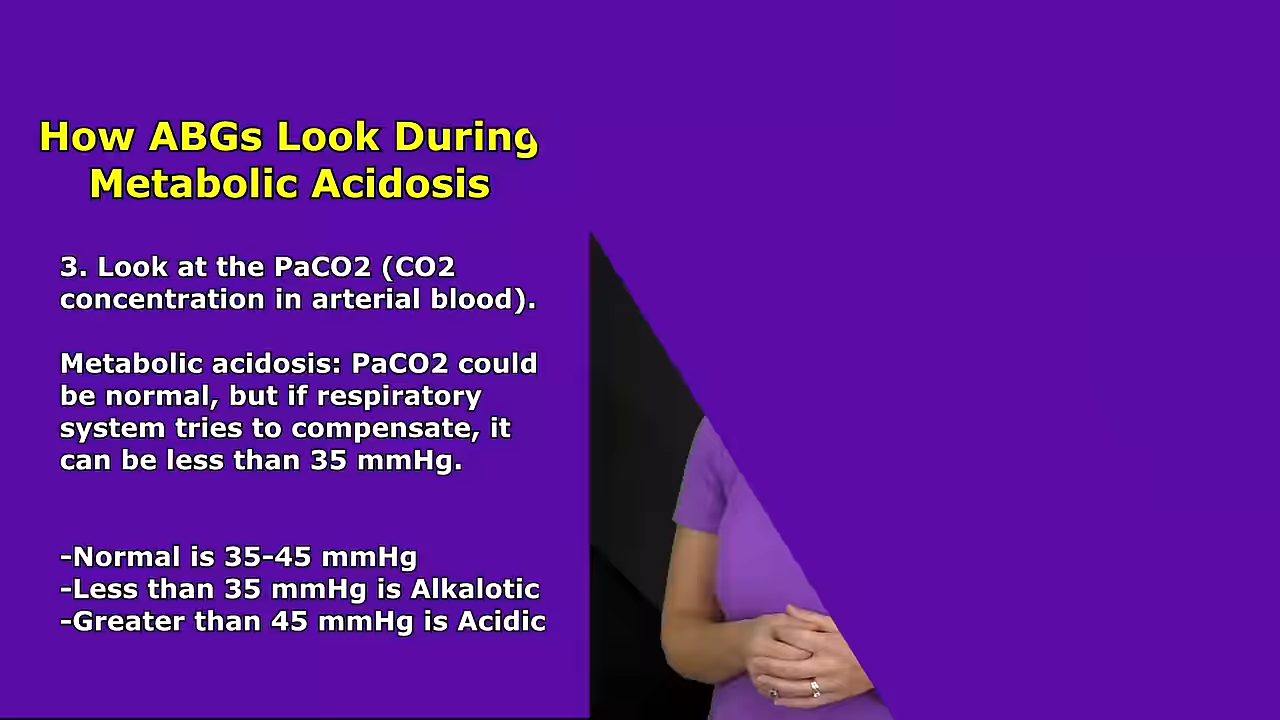 How ABGs Look During
Metabolic Acidosis
3. Look at the PaCO2 (CO2
concentration in arterial blood).
Metabolic acidosis: PaCO2 could
be normal, but if respiratory
system tries to compensate, it
can be less than 35 mmHg.
-Normal is 35-45 mmHg
-Less than 35 mmHg is Alkalotic
-Greater than 45 mmHg is Acidic